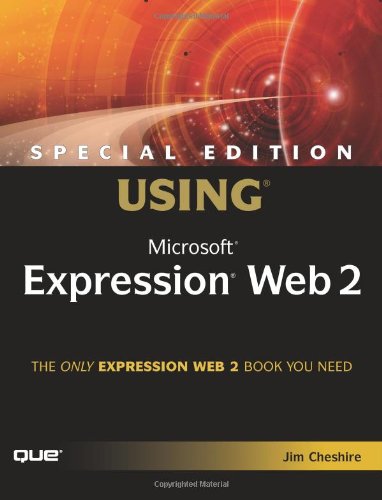 SPECIAL EDITION
USING®
Microsoft®
Expression® Web 2
THE ONLY EXPRESSION WEB 2 BOOK YOU NEED
Jim Cheshire
QUE®